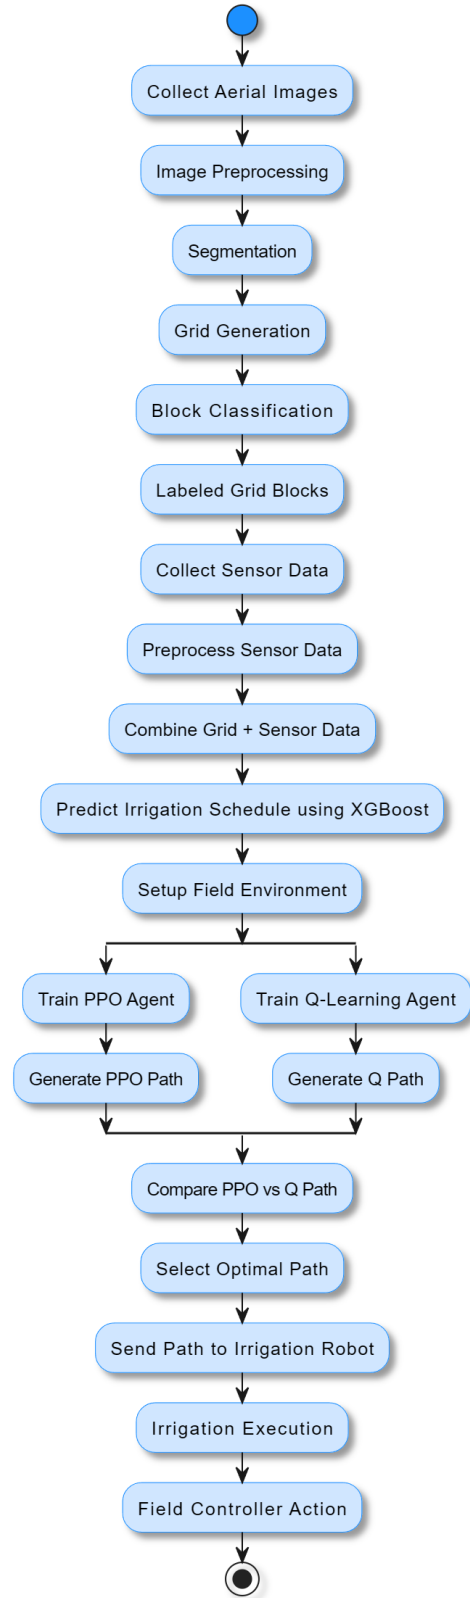 Collect Aerial Images
Image Preprocessing
Segmentation
Grid Generation
Block Classification
Labeled Grid Blocks
Collect Sensor Data
Preprocess Sensor Data
Combine Grid + Sensor Data
Predict Irrigation Schedule using XGBoost
Setup Field Environment
Train PPO Agent
Train Q-Learning Agent
Generate PPO Path
Generate Q Path
Compare PPO vs Q Path
Select Optimal Path
Send Path to Irrigation Robot
Irrigation Execution
Field Controller Action